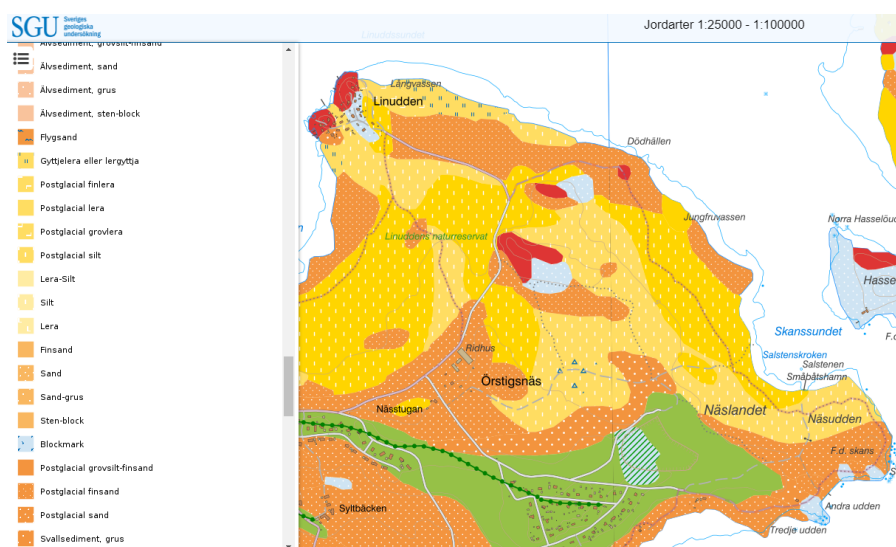 SGU Sveriges
geologiska
undersökning
Jordarter 1:25000 - 1:100000
Linuddesundet
Älvsediment, grovsilt-finsand
Älvsediment, sand
Älvsediment, grus
Älvsediment, sten-block
Flygsand
Gyttjelera eller lergyttja
Postglacial finlera
Postglacial lera
Postglacial grovlera
Postglacial silt
Lera-Silt
Silt
Lera
Finsand
Sand
Sand-grus
Sten-block
Blockmark
Postglacial grovsilt-finsand
Postglacial finsand
Postglacial sand
Svallsediment, grus
Långvassen
Linudden
Dödhällen
Jungfruvassen
Norra Hasselöud
Linuddens naturreservat
Hasse
Skanssundet
F.d
Ridhus
Salstenskroken
Salstenen
Småbåtshamn
Örstigsnäs
Nässtugan
Näslandet
Näsudden
F.d. skans
Syltbäcken
Andra udden
Tredje udden